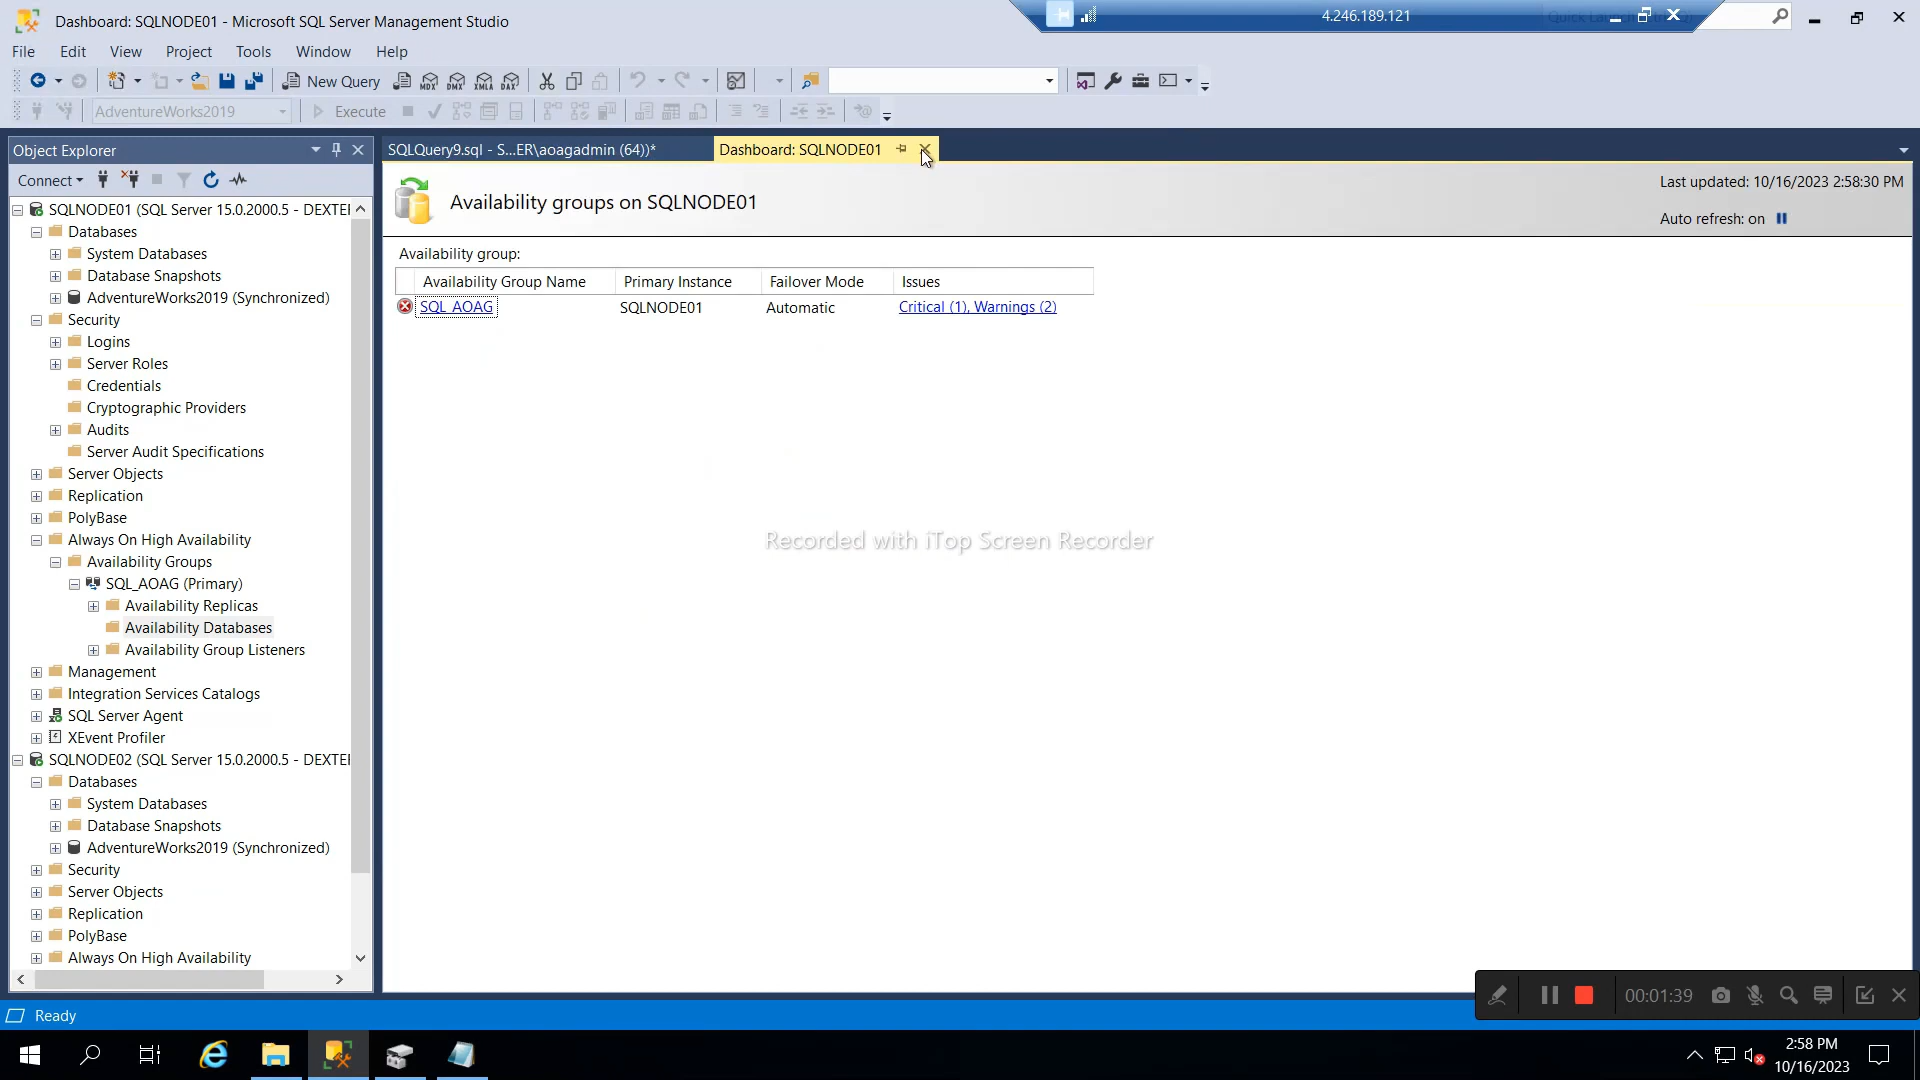 Dashboard: SQLNODE01 - Microsoft SQL Server Management Studio
4.246.189.121
File Edit View Project Tools Window Help
New Query
MDX DMX XMLA DAX
AdventureWorks2019
Execute
Object Explorer
Connect
SQLNODE01 (SQL Server 15.0.2000.5 - DEXTE
Databases
System Databases
Database Snapshots
AdventureWorks2019 (Synchronized)
Security
Logins
Server Roles
Credentials
Cryptographic Providers
Audits
Server Audit Specifications
Server Objects
Replication
PolyBase
Always On High Availability
Availability Groups
SQL_AOAG (Primary)
Availability Replicas
Availability Databases
Availability Group Listeners
Management
Integration Services Catalogs
SQL Server Agent
XEvent Profiler
SQLNODE02 (SQL Server 15.0.2000.5 - DEXTE
Databases
System Databases
Database Snapshots
AdventureWorks2019 (Synchronized)
Security
Server Objects
Replication
PolyBase
Always On High Availability
SQLQuery9.sql - S...ER\aoagadmin (64))*
Dashboard: SQLNODE01
Availability groups on SQLNODE01
Last updated: 10/16/2023 2:58:30 PM
Auto refresh: on
Availability group:
Availability Group Name Primary Instance Failover Mode Issues
SQL_AOAG SQLNODE01 Automatic Critical (1), Warnings (2)
Recorded with iTop Screen Recorder
00:01:39
Ready
2:58 PM
10/16/2023